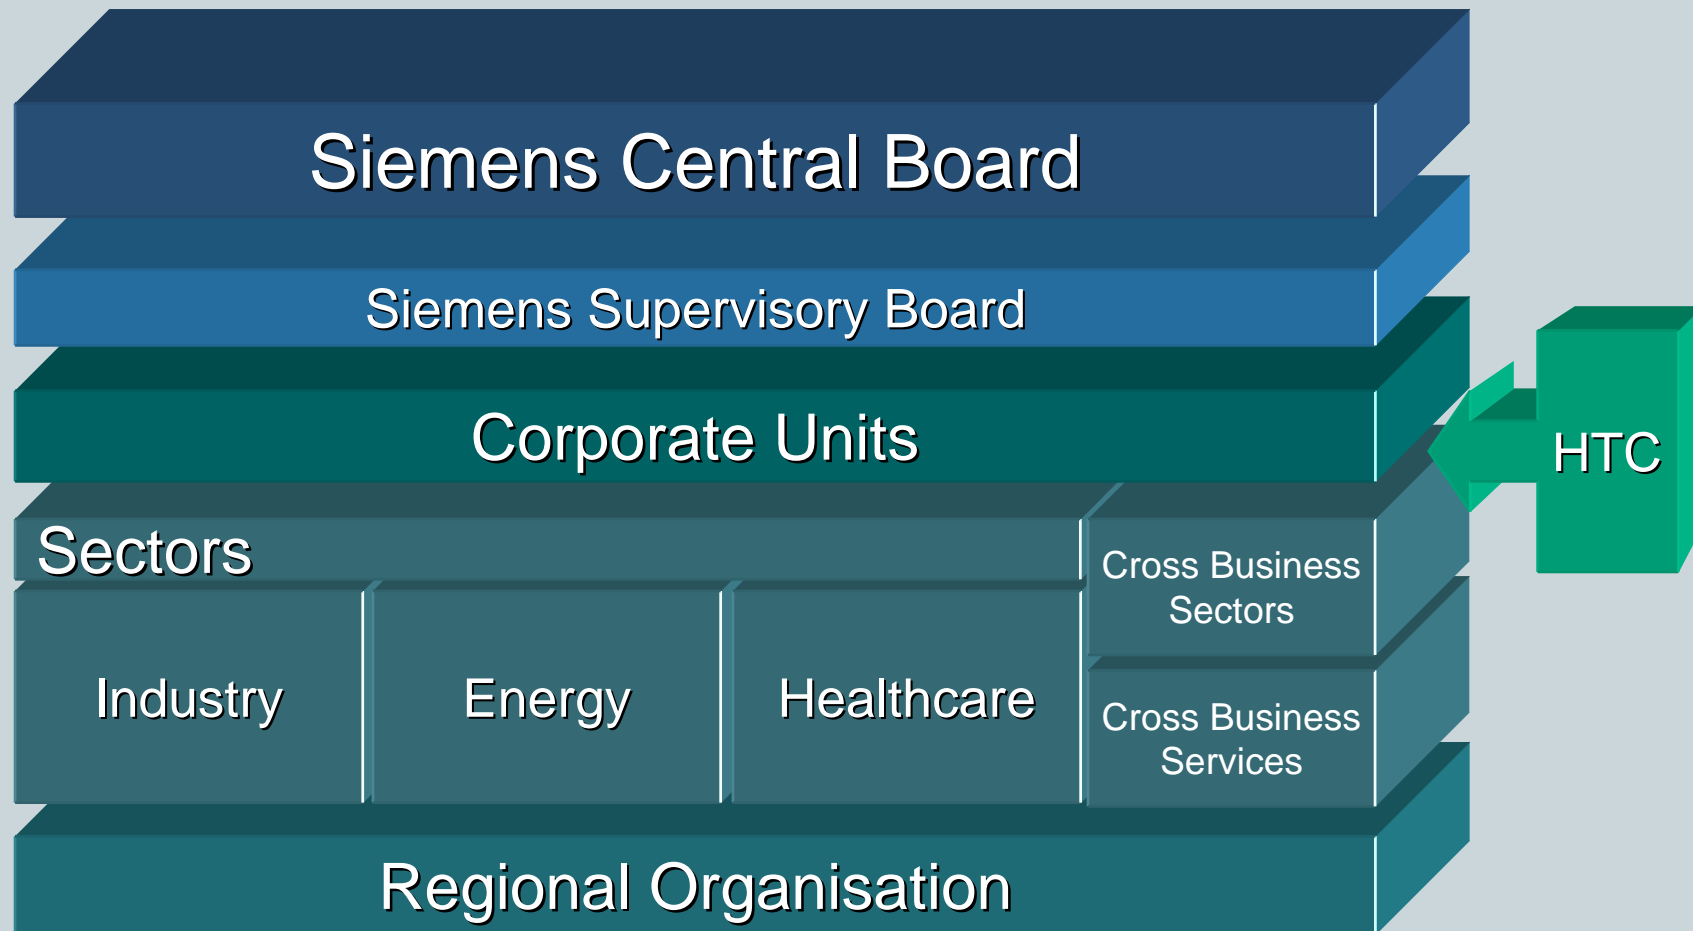 Siemens Central Board
Siemens Supervisory Board
Corporate Units
HTC
Sectors
Cross Business
Sectors
Industry
Energy
Healthcare
Cross Business
Services
Regional Organisation